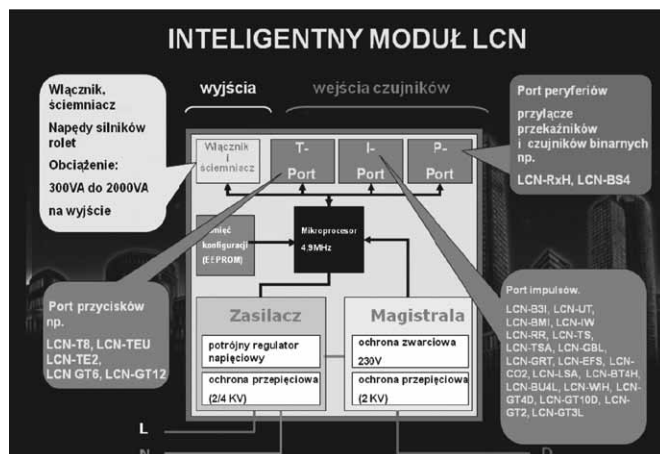 INTELIGENTNY MODUŁ LCN
Włącznik,
ściemniacz
Napędy silników
rolet
Obciążenie:
300VA do 2000VA
na wyjście
wyjścia
wejścia czujników
Port peryferiów
przyłącze
przekaźników
i czujników binarnych
np.
LCN-RxH, LCN-BS4
Włącznik
i
ściemniacz
T-
Port
I-
Port
P-
Port
konfiguracji
(EEPROM)
Mikroprocesor
4.9MHz
Port przycisków
np.
LCN-T8, LCN-TEU
LCN-TE2,
LCN GT6, LCN-GT12
Port impulsów.
LCN-B3I, LCN-UT,
LCN-BMI, LCN-IW
LCN-RR, LCN-TS,
LCN-TSA, LCN-GBL,
LCN-GRT, LCN-EFS, LCN-
CO2, LCN-LSA, LCN-BT4H,
LCN-BU4L, LCN-WIH, LCN-
GT4D, LCN-GT10D, LCN-
GT2, LCN-GT3L
Zasilacz
potrójny regulator
napięciowy
ochrona przepięciowa
(2/4 KV)
Magistrala
ochrona zwarciowa
230V
ochrona przepięciowa
(2 KV)
L
N
D